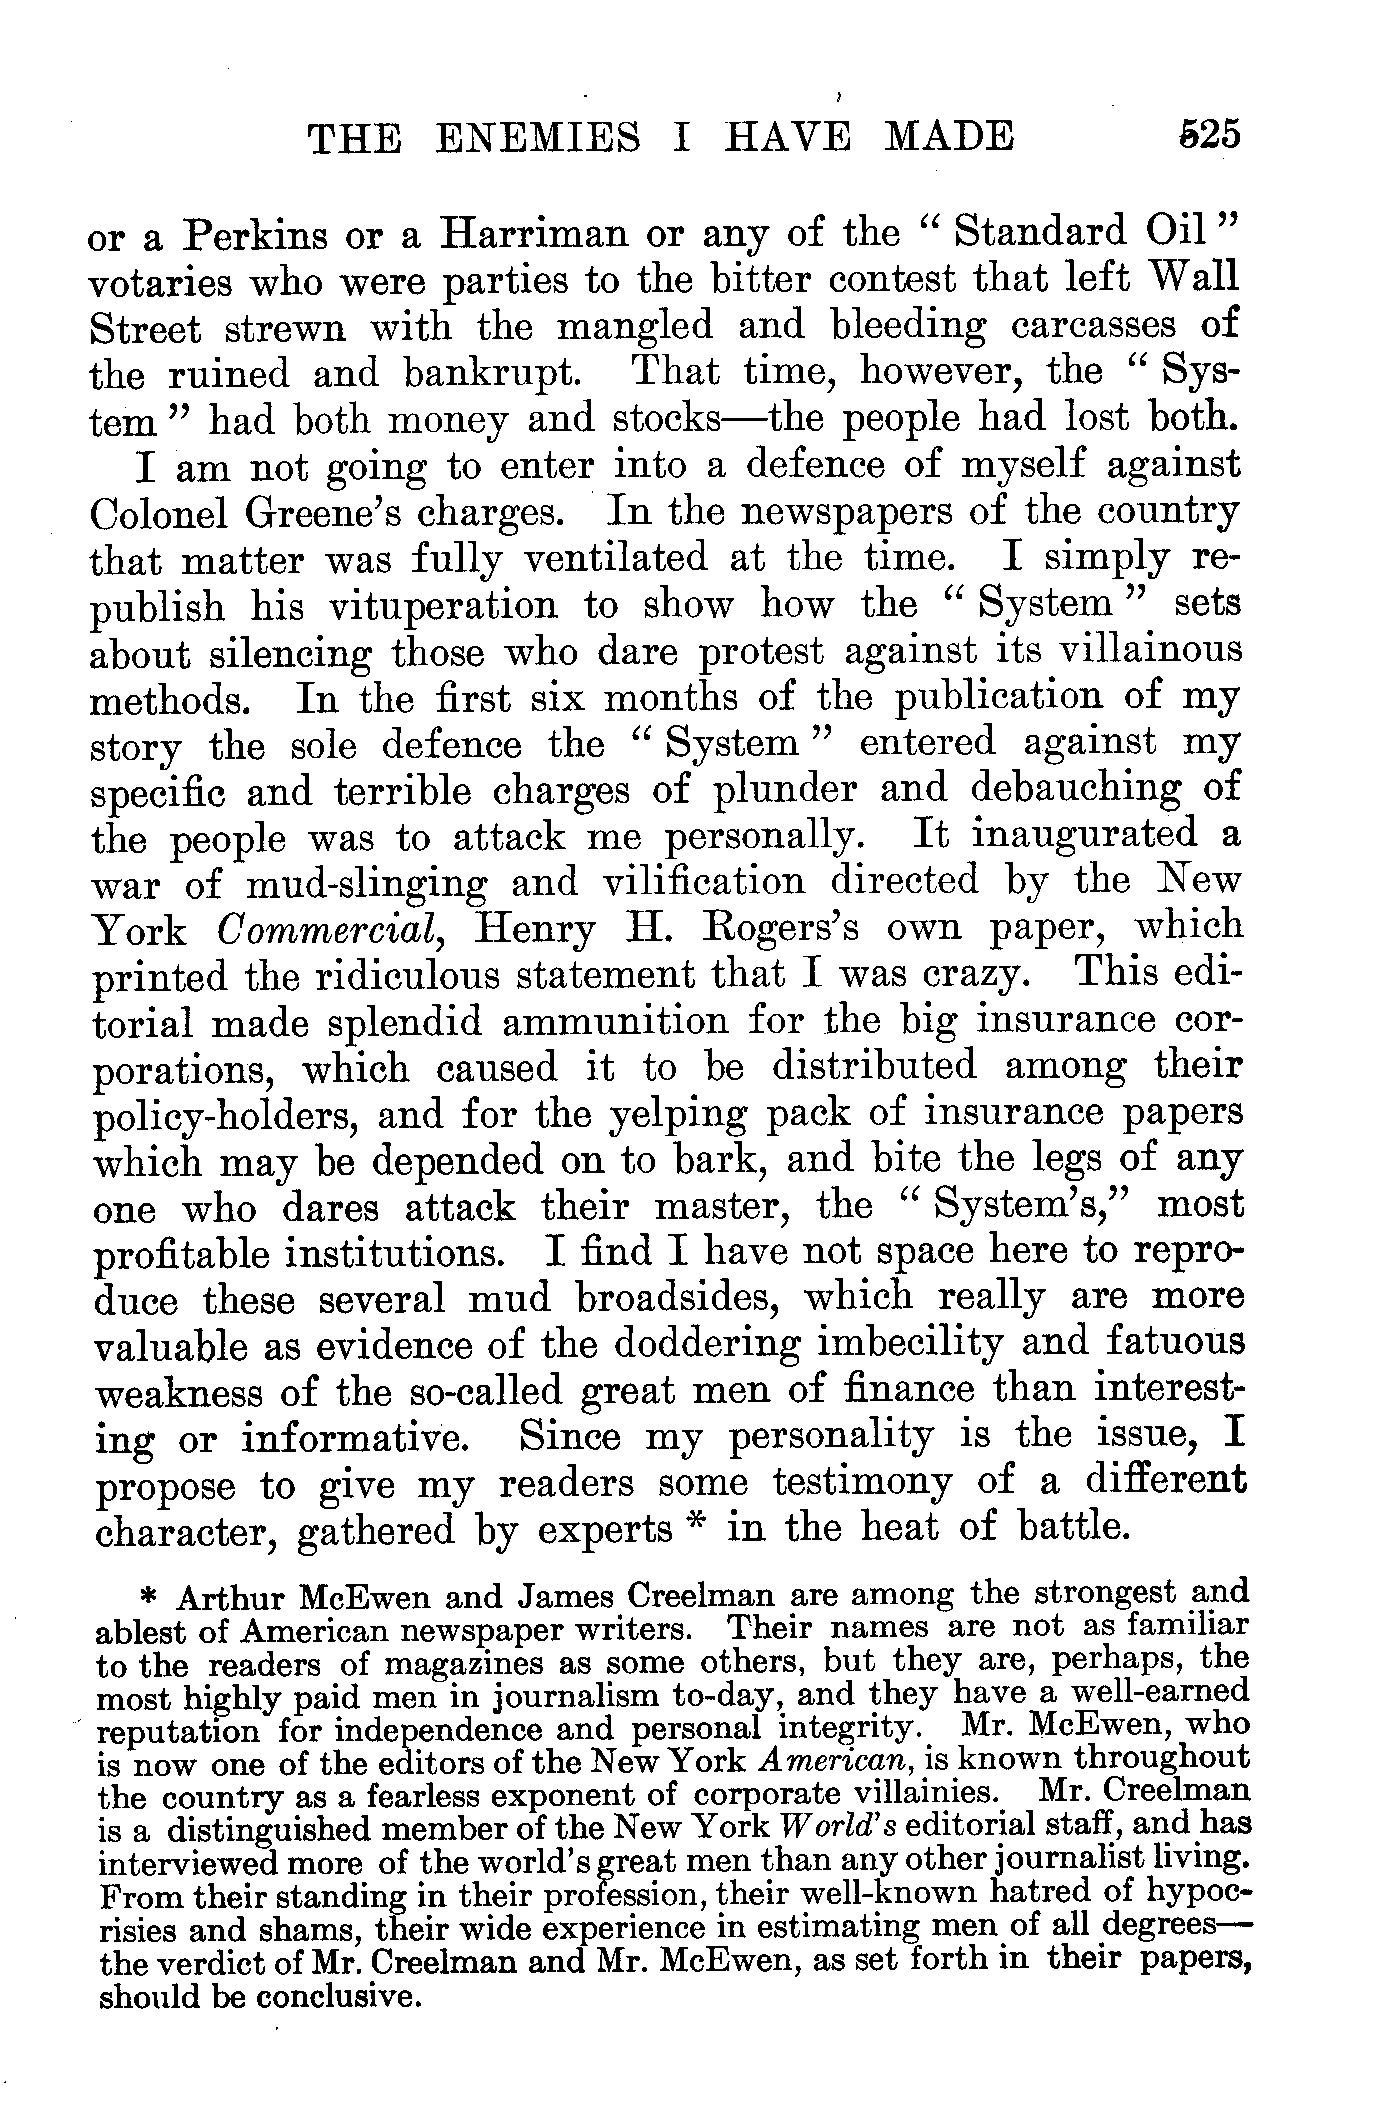 THE ENEMIES I HAVE MADE 525
or a Perkins or a Harriman or any of the “ Standard Oil ”
votaries who were parties to the bitter contest that left Wall
Street strewn with the mangled and bleeding carcasses of
the ruined and bankrupt. That time, however, the “ Sys-
tem ” had both money and stocks—the people had lost both.
I am not going to enter into a defence of myself against
Colonel Greene’s charges. In the newspapers of the country
that matter was fully ventilated at the time. I simply re-
publish his vituperation to show how the “ System ” sets
about silencing those who dare protest against its villainous
methods. In the first six months of the publication of my
story the sole defence the “ System ” entered against my
specific and terrible charges of plunder and debauching of
the people was to attack me personally. It inaugurated a
war of mud-slinging and vilification directed by the New
York Commercial, Henry H. Rogers’s own paper, which
printed the ridiculous statement that I was crazy. This edi-
torial made splendid ammunition for the big insurance cor-
porations, which caused it to be distributed among their
policy-holders, and for the yelping pack of insurance papers
which may be depended on to bark, and bite the legs of any
one who dares attack their master, the “ System’s,” most
profitable institutions. I find I have not space here to repro-
duce these several mud broadsides, which really are more
valuable as evidence of the doddering imbecility and fatuous
weakness of the so-called great men of finance than interest-
ing or informative. Since my personality is the issue, I
propose to give my readers some testimony of a different
character, gathered by experts * in the heat of battle.
* Arthur McEwen and James Creelman are among the strongest and
ablest of American newspaper writers. Their names are not as familiar
to the readers of magazines as some others, but they are, perhaps, the
most highly paid men in journalism to-day, and they have a well-earned
reputation for independence and personal integrity. Mr. McEwen, who
is now one of the editors of the New York American, is known throughout
the country as a fearless exponent of corporate villainies. Mr. Creelman
is a distinguished member of the New York World’s editorial staff, and has
interviewed more of the world’s great men than any other journalist living.
From their standing in their profession, their well-known hatred of hypoc-
risies and shams, their wide experience in estimating men of all degrees—
the verdict of Mr. Creelman and Mr. McEwen, as set forth in their papers,
should be conclusive.